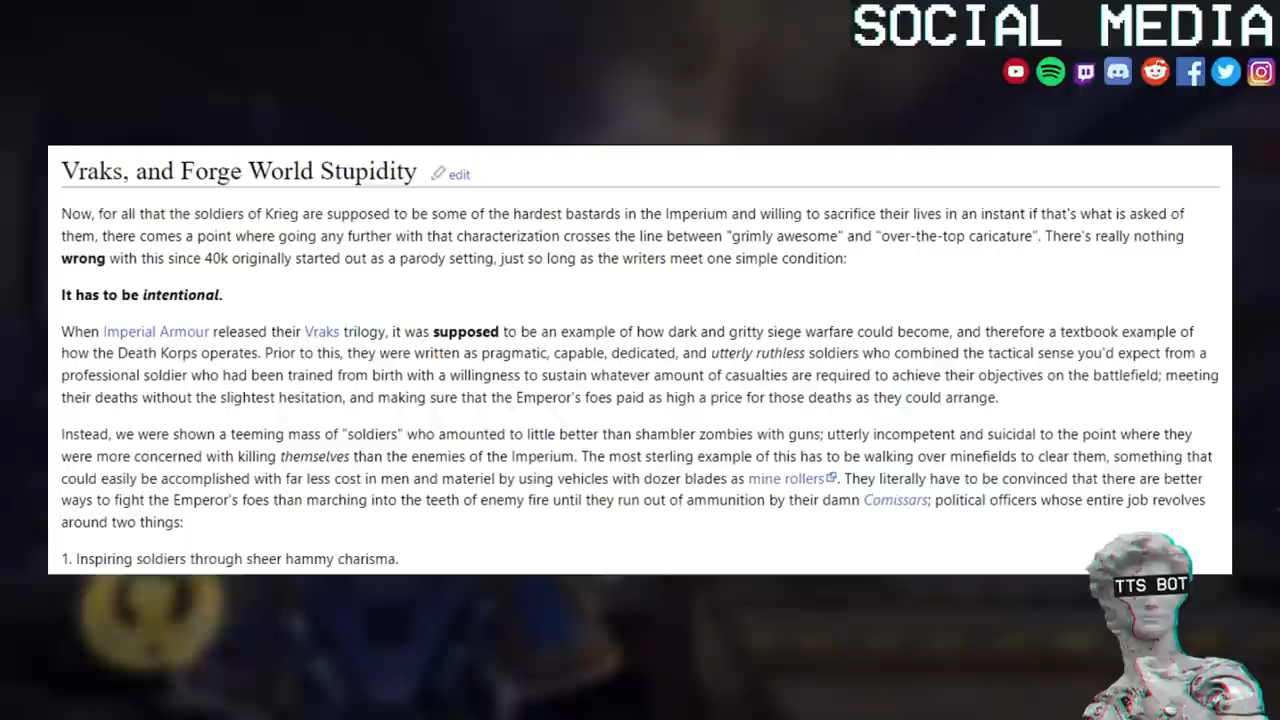 SOCIAL MEDIA
Vraks, and Forge World Stupidity edit
Now, for all that the soldiers of Krieg are supposed to be some of the hardest bastards in the Imperium and willing to sacrifice their lives in an instant if that's what is asked of
them, there comes a point where going any further with that characterization crosses the line between "grimly awesome" and "over-the-top caricature". There's really nothing
wrong with this since 40k originally started out as a parody setting, just so long as the writers meet one simple condition:
It has to be intentional.
When Imperial Armour released their Vraks trilogy, it was supposed to be an example of how dark and gritty siege warfare could become, and therefore a textbook example of
how the Death Korps operates. Prior to this, they were written as pragmatic, capable, dedicated, and utterly ruthless soldiers who combined the tactical sense you'd expect from a
professional soldier who had been trained from birth with a willingness to sustain whatever amount of casualties are required to achieve their objectives on the battlefield; meeting
their deaths without the slightest hesitation, and making sure that the Emperor's foes paid as high a price for those deaths as they could arrange.
Instead, we were shown a teeming mass of "soldiers" who amounted to little better than shambler zombies with guns; utterly incompetent and suicidal to the point where they
were more concerned with killing themselves than the enemies of the Imperium. The most sterling example of this has to be walking over minefields to clear them, something that
could easily be accomplished with far less cost in men and materiel by using vehicles with dozer blades as mine rollers. They literally have to be convinced that there are better
ways to fight the Emperor's foes than marching into the teeth of enemy fire until they run out of ammunition by their damn Comissars; political officers whose entire job revolves
around two things:
1. Inspiring soldiers through sheer hammy charisma.
TTS BOT